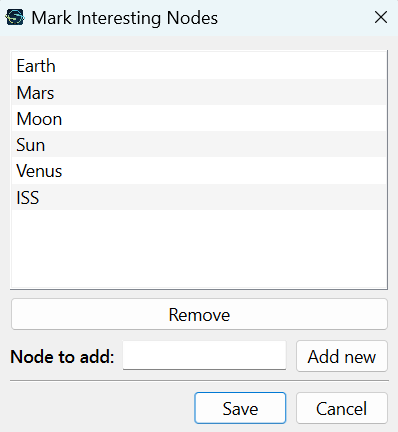 Mark Interesting Nodes
Earth
Mars
Moon
Sun
Venus
ISS
Remove
Node to add:
Add new
Save
Cancel